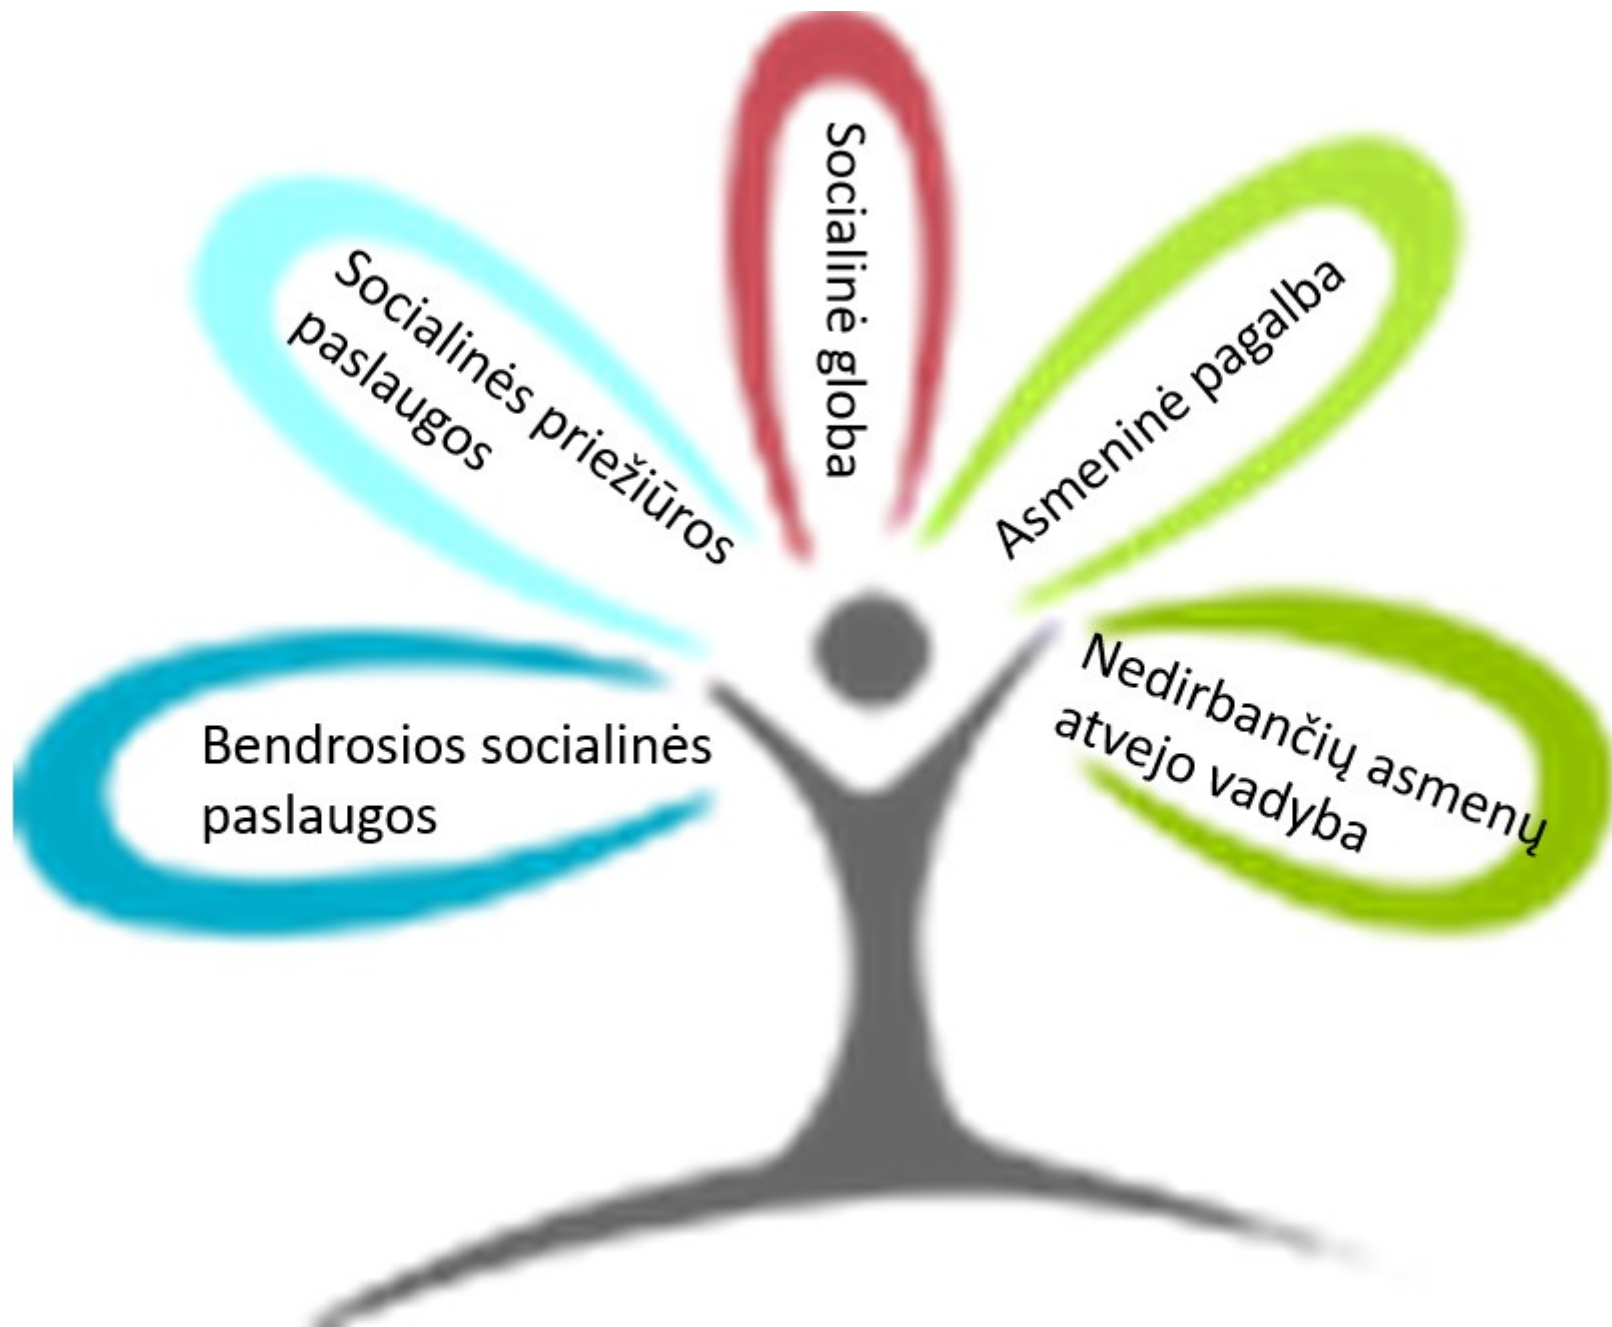 Bendrosios socialinės
paslaugos
Socialinės priežiūros
paslaugos
Socialinė globa
Asmeninė pagalba
Nedirbančių asmenų
atvejo vadyba